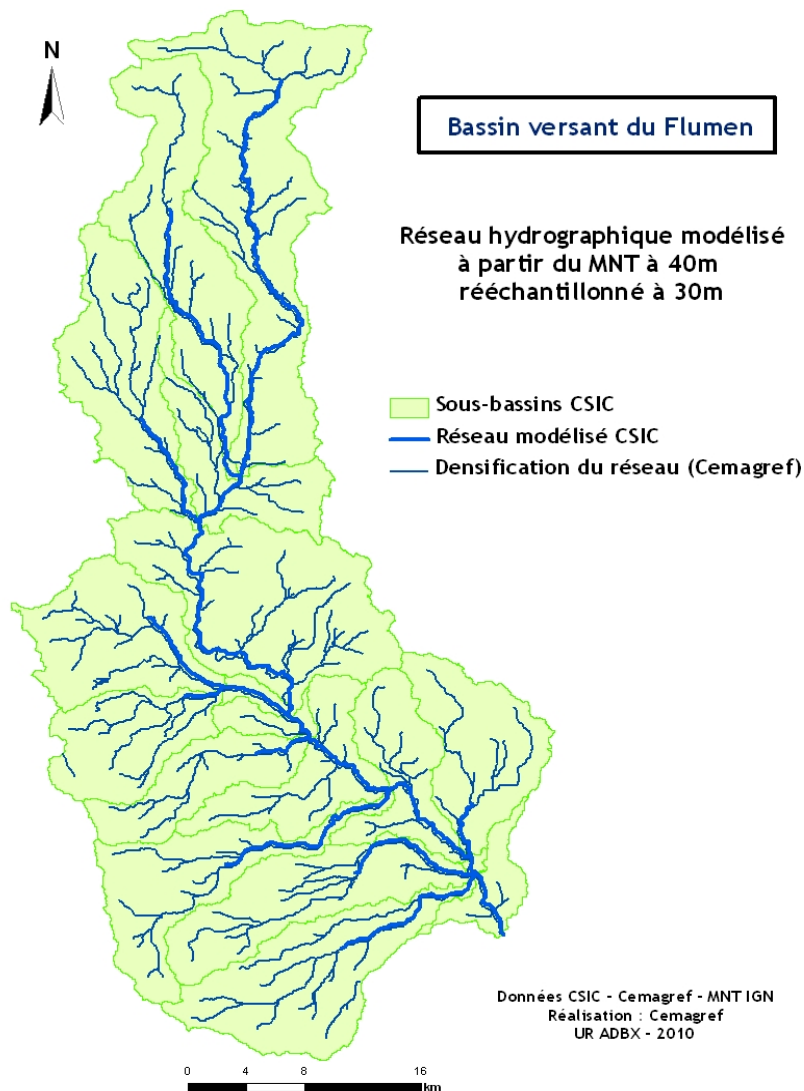 N
Bassin versant du Flumen
Réseau hydrographique modélisé
à partir du MNT à 40m
rééchantillonné à 30m
Sous-bassins CSIC
Réseau modélisé CSIC
Densification du réseau (Cemagref)
Données CSIC - Cemagref - MNT IGN
Réalisation : Cemagref
UR ADBX - 2010
0 4 8 16
km